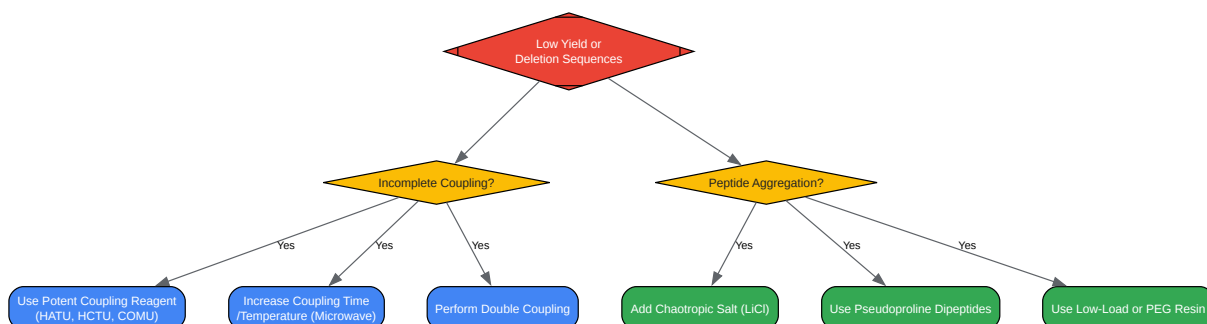 Low Yield or
Deletion Sequences
Incomplete Coupling?
Peptide Aggregation?
Yes
Yes
Yes
Yes
Yes
Yes
Use Potent Coupling Reagent
(HATU, HCTU, COMU)
Increase Coupling Time
/Temperature (Microwave)
Perform Double Coupling
Add Chaotropic Salt (LiCl)
Use Pseudoproline Dipeptides
Use Low-Load or PEG Resin